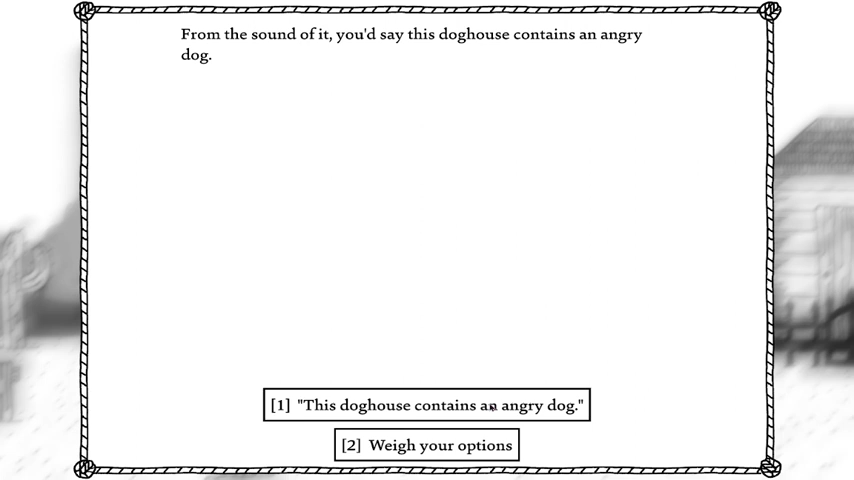 From the sound of it, you'd say this doghouse contains an angry
dog.
[1] "This doghouse contains an angry dog."
[2] Weigh your options